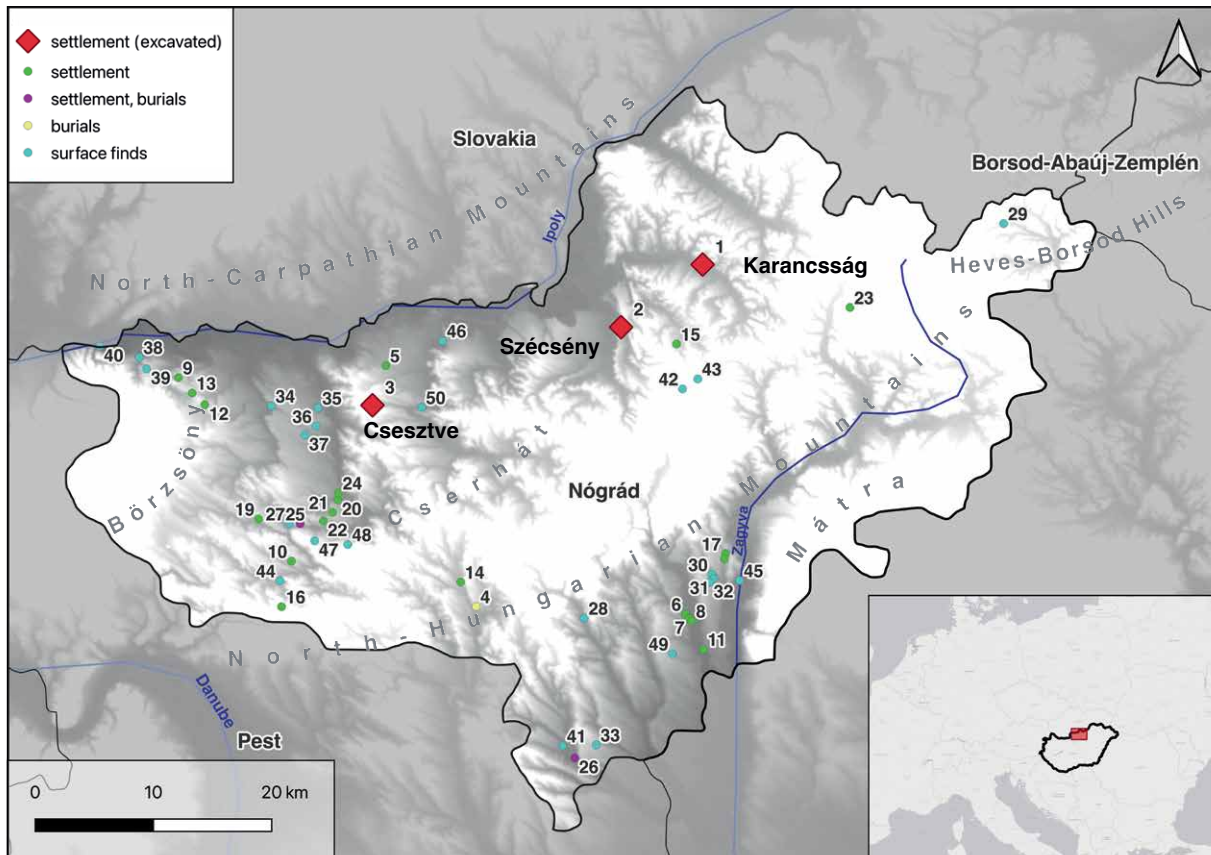 settlement (excavated)
settlement
settlement, burials
burials
surface finds
Slovakia
Borsod-Abaúj-Zemplén
North-Carpathian Mountains
Ipoly
29
Heves-Borsod Hills
1
Karancsság
23
2
Szécsény
15
46
40
38
39
9
13
12
5
3
Csesztve
34
35
36
37
50
43
42
Börzsöny
Cserhát
Nógrád
North-Hungarian Mountains
Mátra
Zagyva
24
21
20
19
27
25
22
47
48
10
44
16
14
4
28
17
30
31
32
45
6
8
7
11
49
41
33
26
Danube
Pest
0
10
20 km